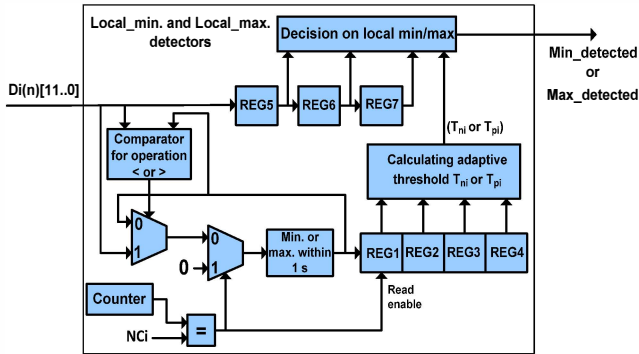 Local_min. and Local_max.
detectors
Decision on local min/max
Min_detected
or
Max_detected
Di(n)[11..0]
REG5
REG6
REG7
(Tni or Tpi)
Comparator
for operation
< or >
Calculating adaptive
threshold Tni or Tpi
0
1
0
1
0
Min. or
max. within
1 s
REG1
REG2
REG3
REG4
Read
enable
Counter
NCi
=